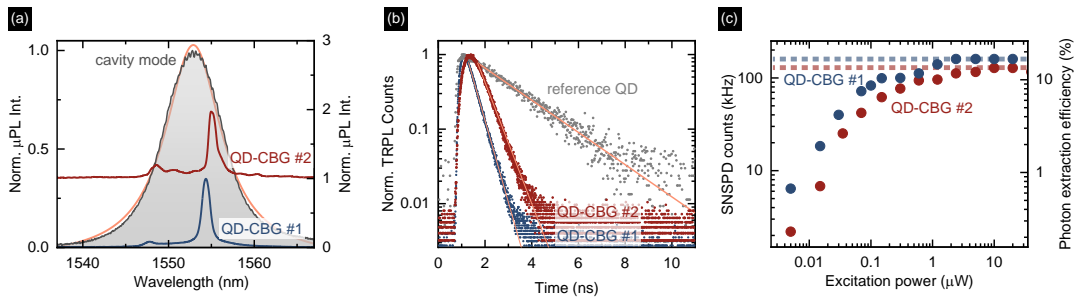 (a)
Norm. µPL Int.
1.0
0.5
0.0
cavity mode
QD-CBG #2
QD-CBG #1
3
2
1
0
Norm. µPL Int.
1540
1550
1560
Wavelength (nm)
(b)
Norm. TRPL Counts
1
0.1
0.01
reference QD
QD-CBG #2
QD-CBG #1
0
2
4
6
8
10
Time (ns)
(c)
SNSPD counts (kHz)
100
10
QD-CBG #1
QD-CBG #2
10
1
Photon extraction efficiency (%)
0.01
0.1
1
10
Excitation power (µW)